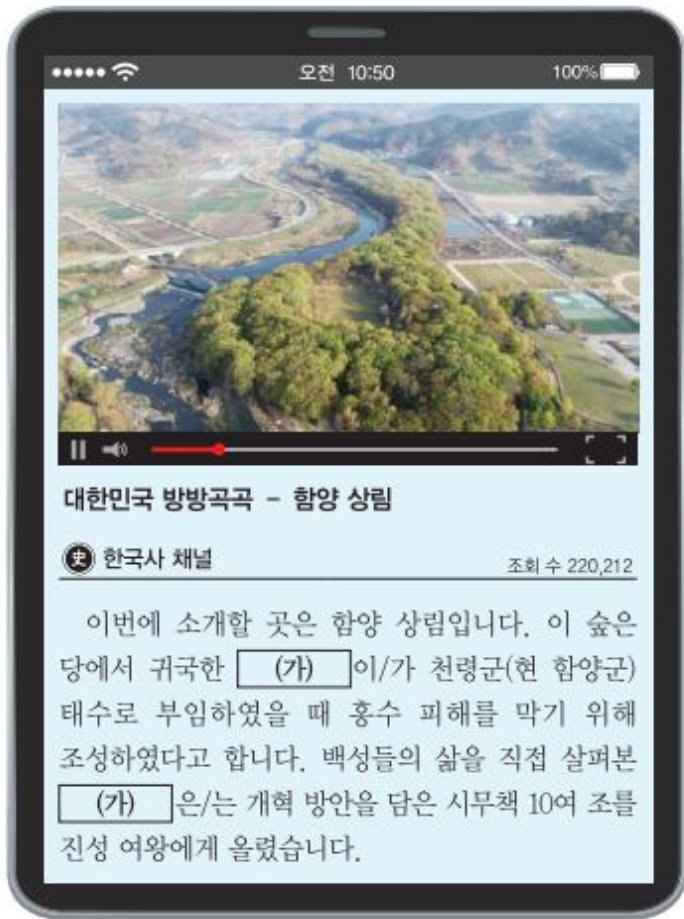 오전 10:50
100%
대한민국 방방곡곡 - 함양 상림
史 한국사 채널
조회 수 220,212
이번에 소개할 곳은 함양 상림입니다. 이 숲은
당에서 귀국한 (가) 이/가 천령군(현 함양군)
태수로 부임하였을 때 홍수 피해를 막기 위해
조성하였다고 합니다. 백성들의 삶을 직접 살펴본
(가) 은/는 개혁 방안을 담은 시무책 10여 조를
진성 여왕에게 올렸습니다.